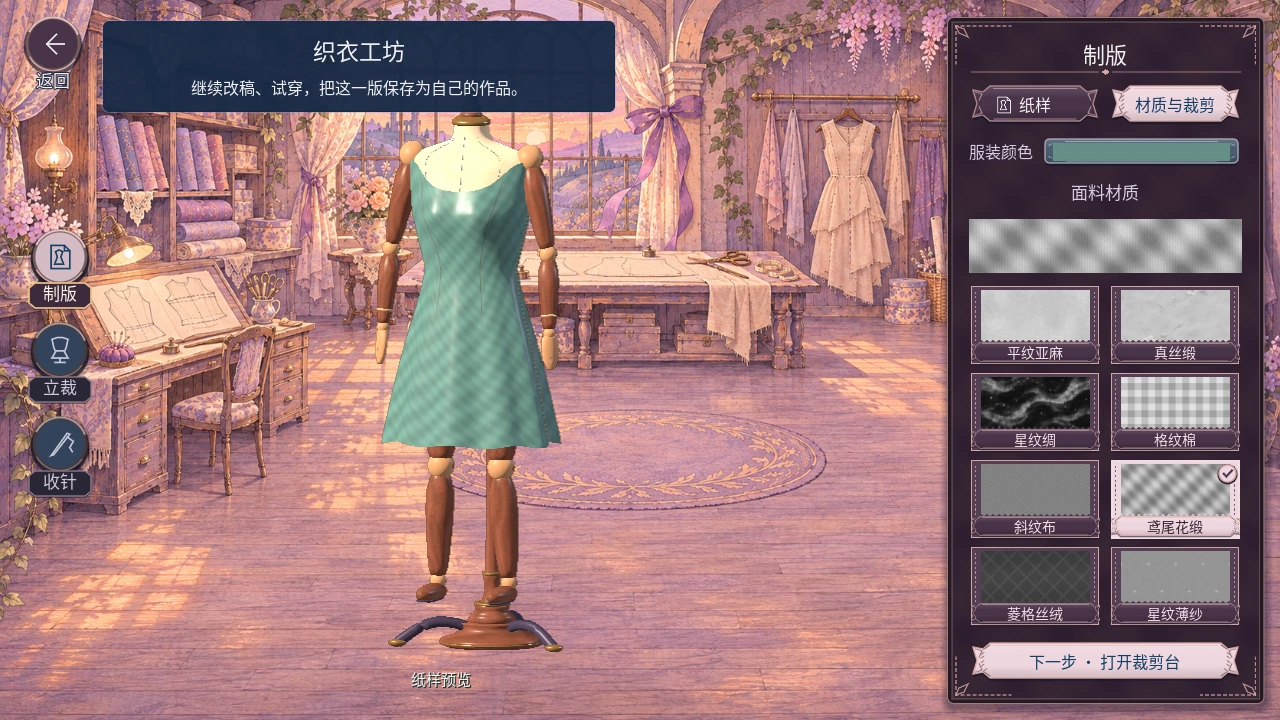 返回
织衣工坊
继续改稿、试穿，把这一版保存为自己的作品。
制版
立裁
收针
纸样预览
制版
纸样
材质与裁剪
服装颜色
面料材质
平纹亚麻
真丝缎
星纹绸
格纹棉
斜纹布
鸢尾花缎
菱格丝绒
星纹薄纱
下一步 · 打开裁剪台